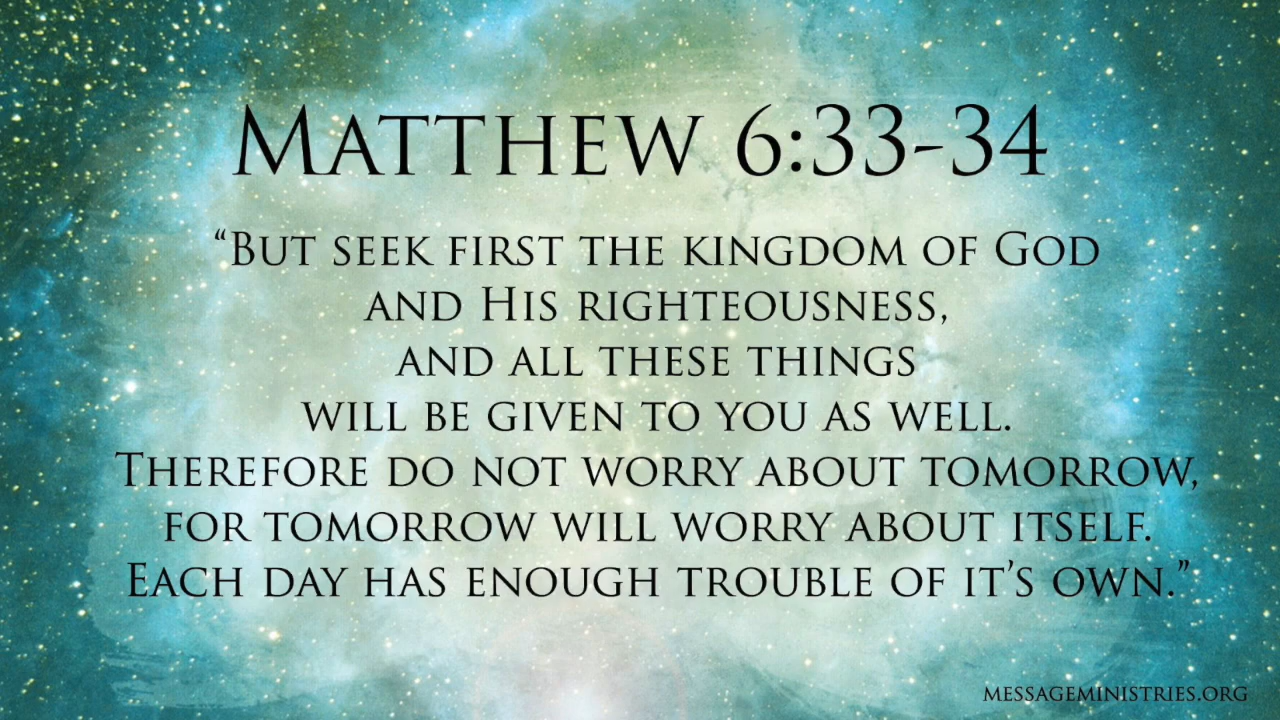 Matthew 6:33-34
“But seek first the kingdom of God
and His righteousness,
and all these things
will be given to you as well.
Therefore do not worry about tomorrow,
for tomorrow will worry about itself.
Each day has enough trouble of it’s own.”
messageministries.org